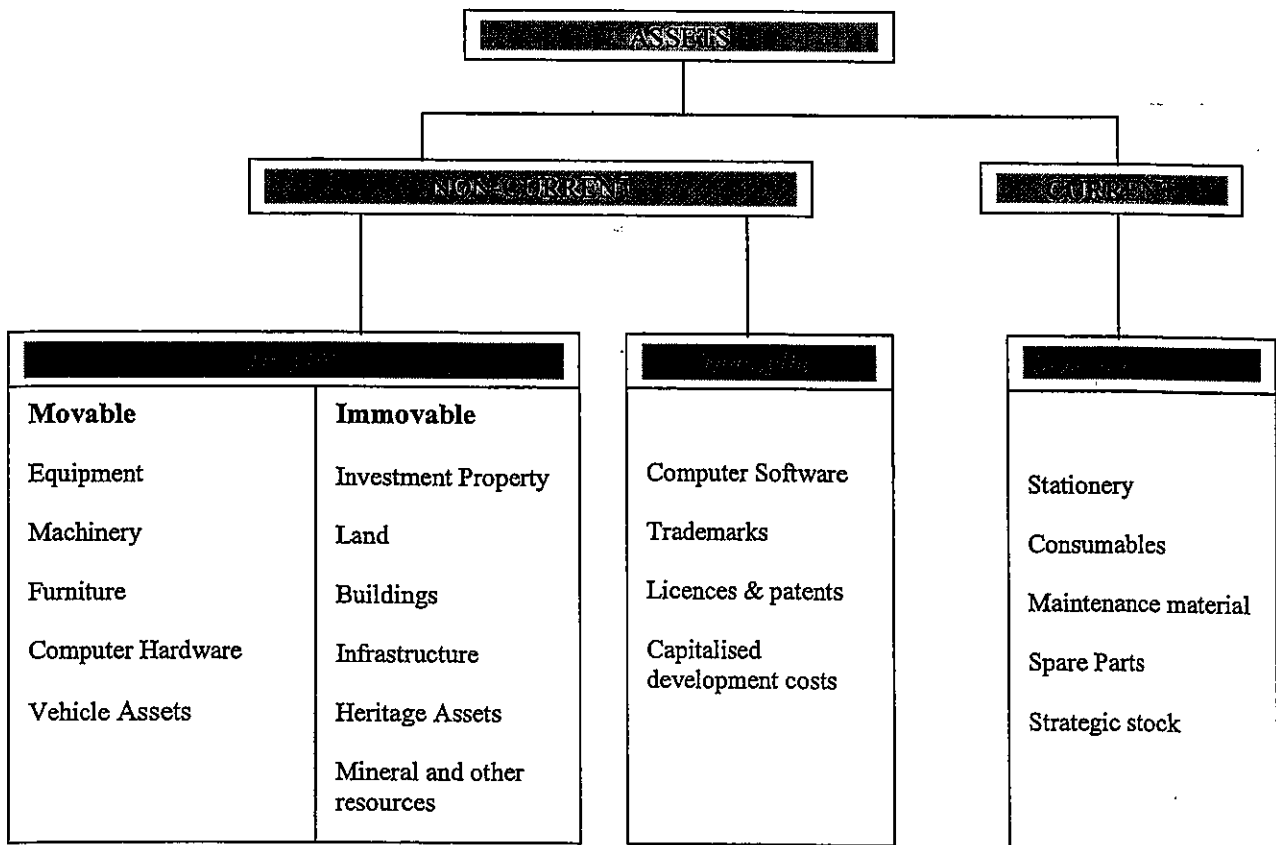 ASSETS
NON-CURRENT
CURRENT
Movable
Equipment
Machinery
Furniture
Computer Hardware
Vehicle Assets
Immovable
Investment Property
Land
Buildings
Infrastructure
Heritage Assets
Mineral and other
resources
Computer Software
Trademarks
Licences & patents
Capitalised
development costs
Stationery
Consumables
Maintenance material
Spare Parts
Strategic stock